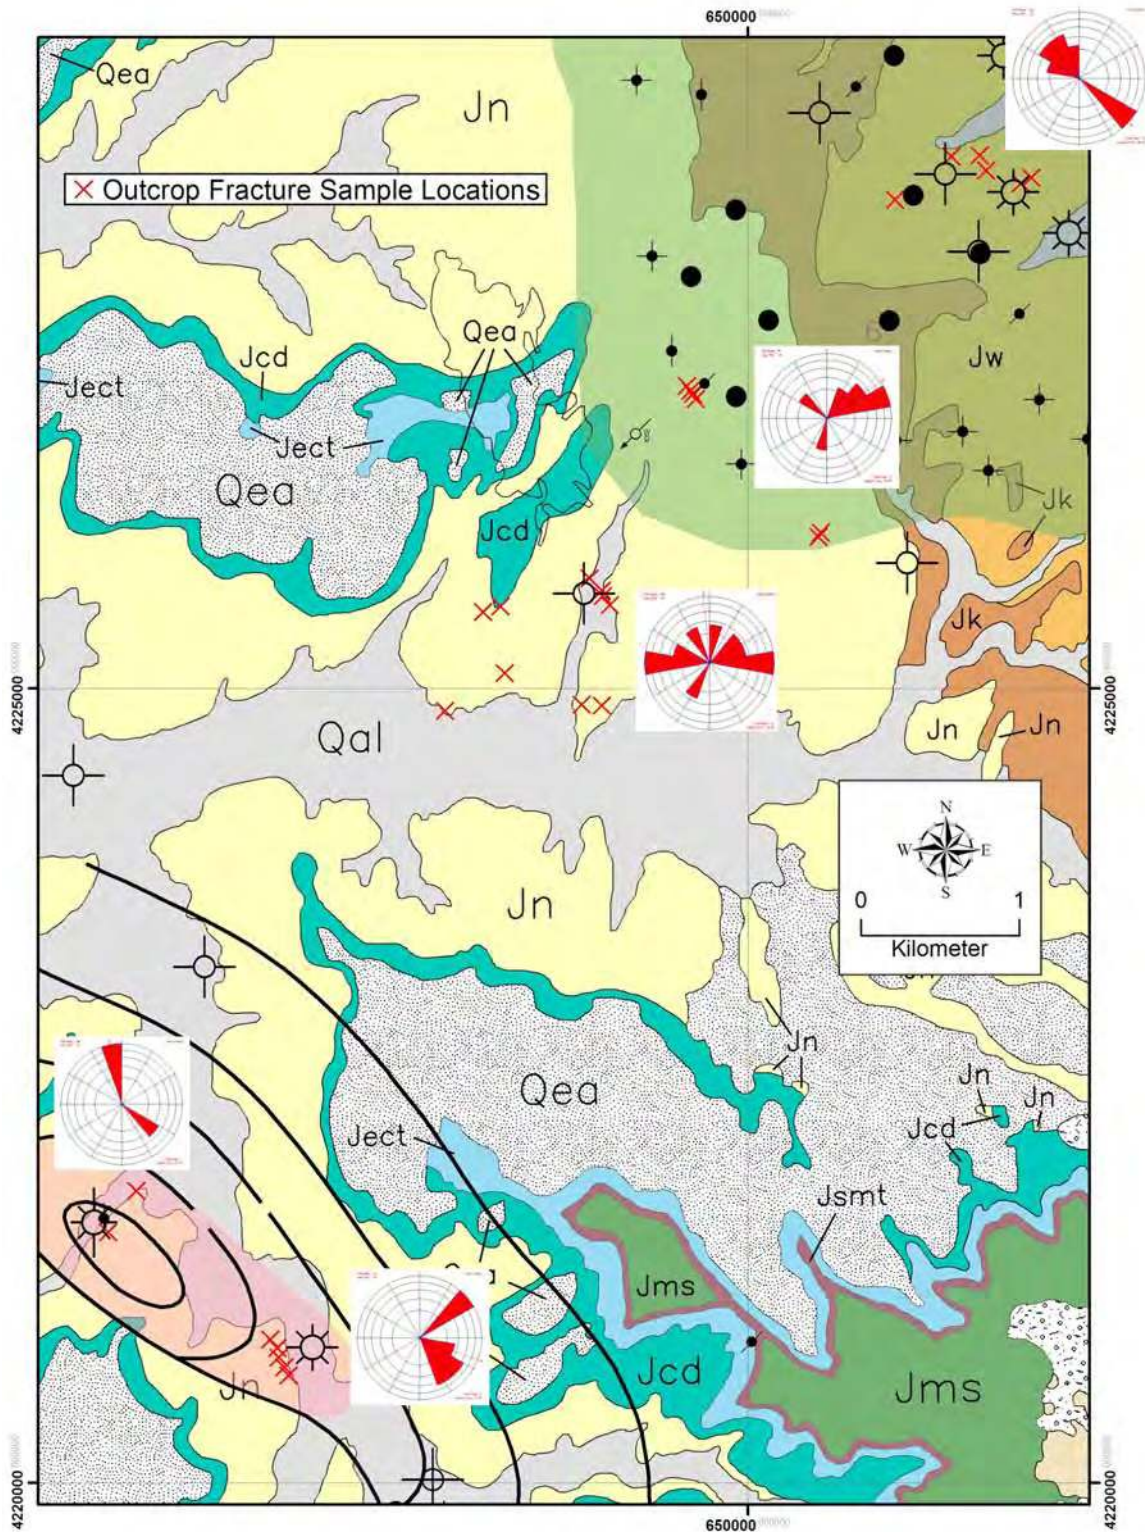 650000
Qea
Jn
Outcrop Fracture Sample Locations
Qea
Jcd
Jw
Ject
Ject
Qea
Jk
Jcd
Jk
4225000
4225000
Jn
Jn
Qal
N
W
E
S
0
1
Kilometer
Jn
Jn
Qea
Jn
Jn
Ject
Jcd
Jsmt
Jms
Jcd
Jn
Jms
4220000
4220000
650000